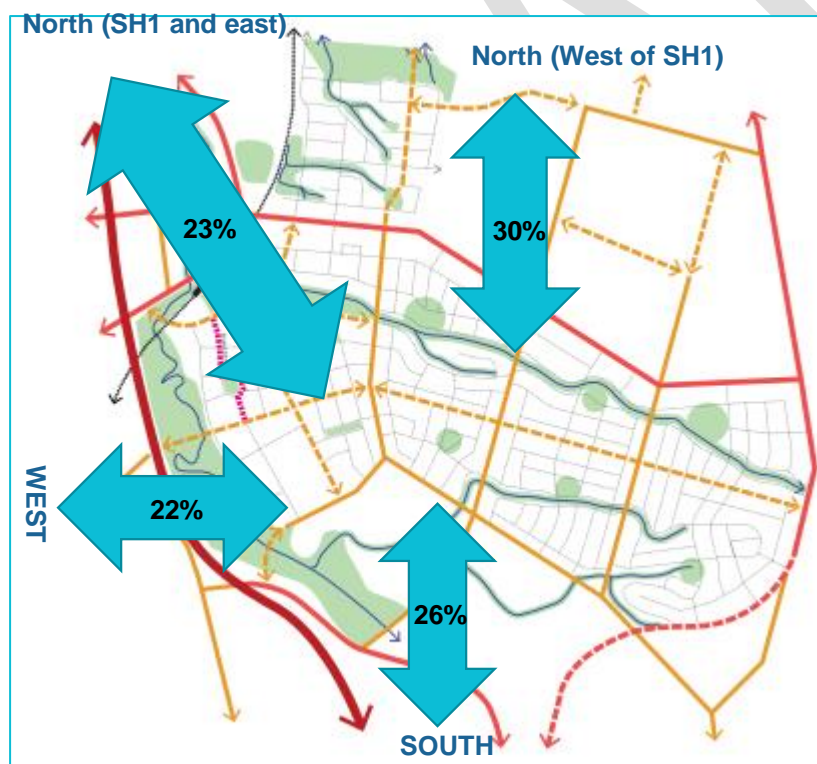 North (SH1 and east)
North (West of SH1)
23%
30%
WEST
22%
26%
SOUTH